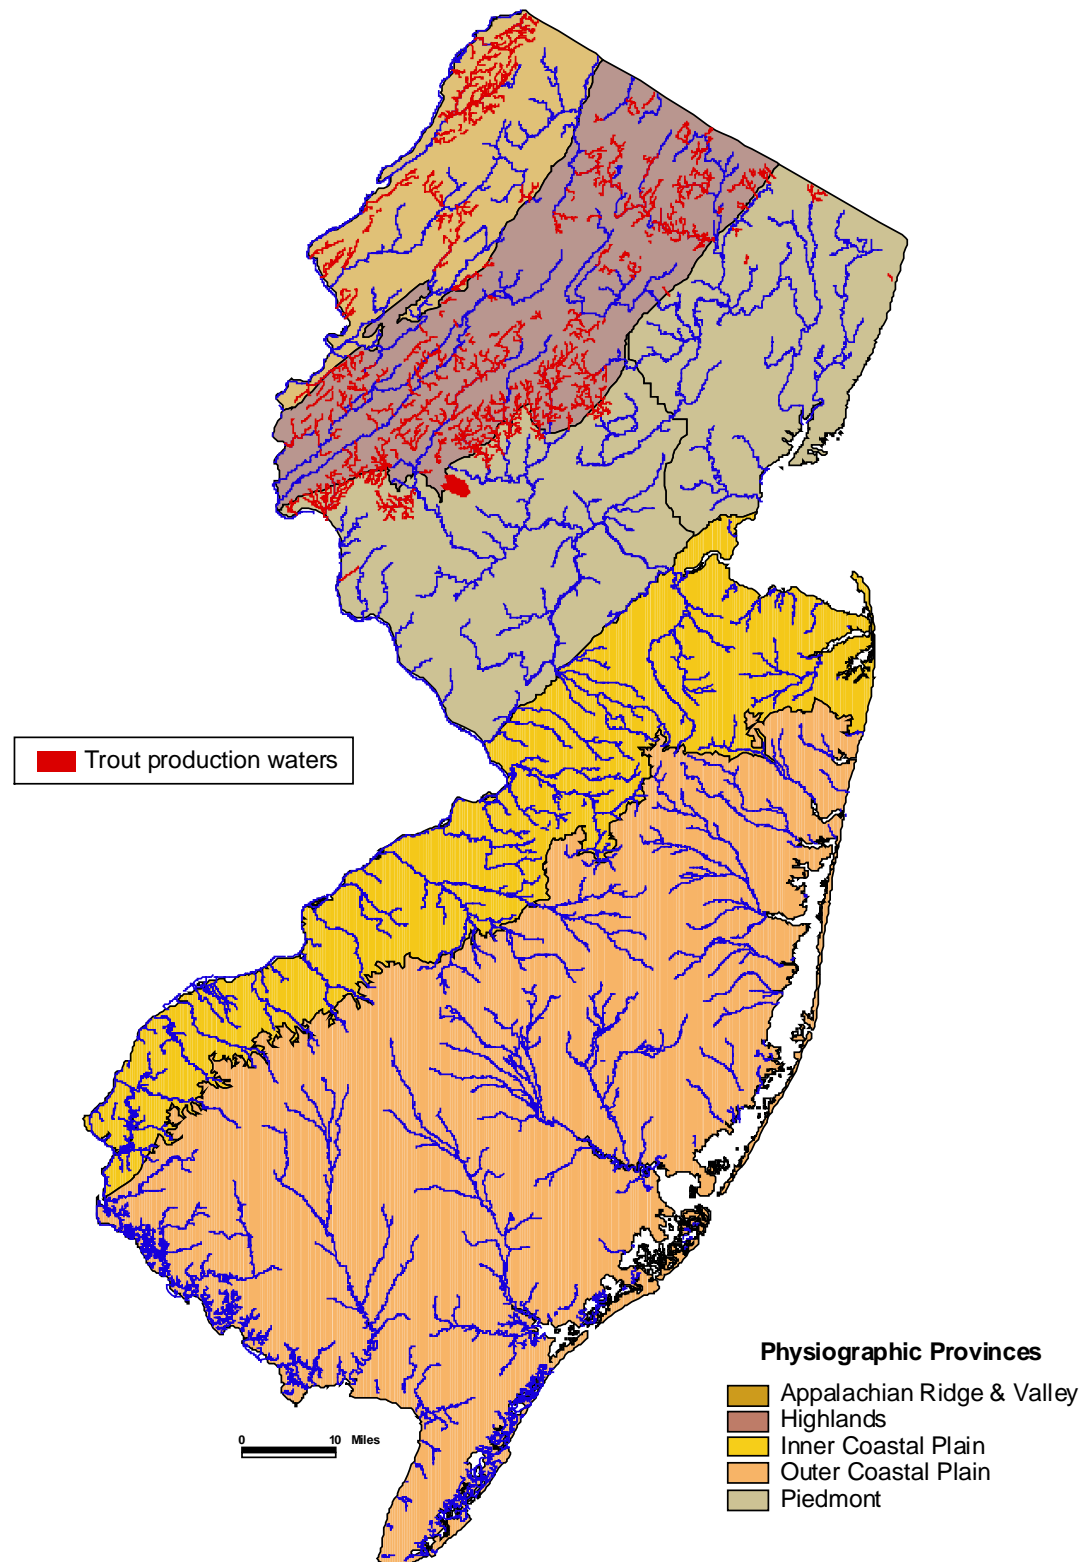 Trout production waters
0 10 Miles
Physiographic Provinces
Appalachian Ridge & Valley
Highlands
Inner Coastal Plain
Outer Coastal Plain
Piedmont